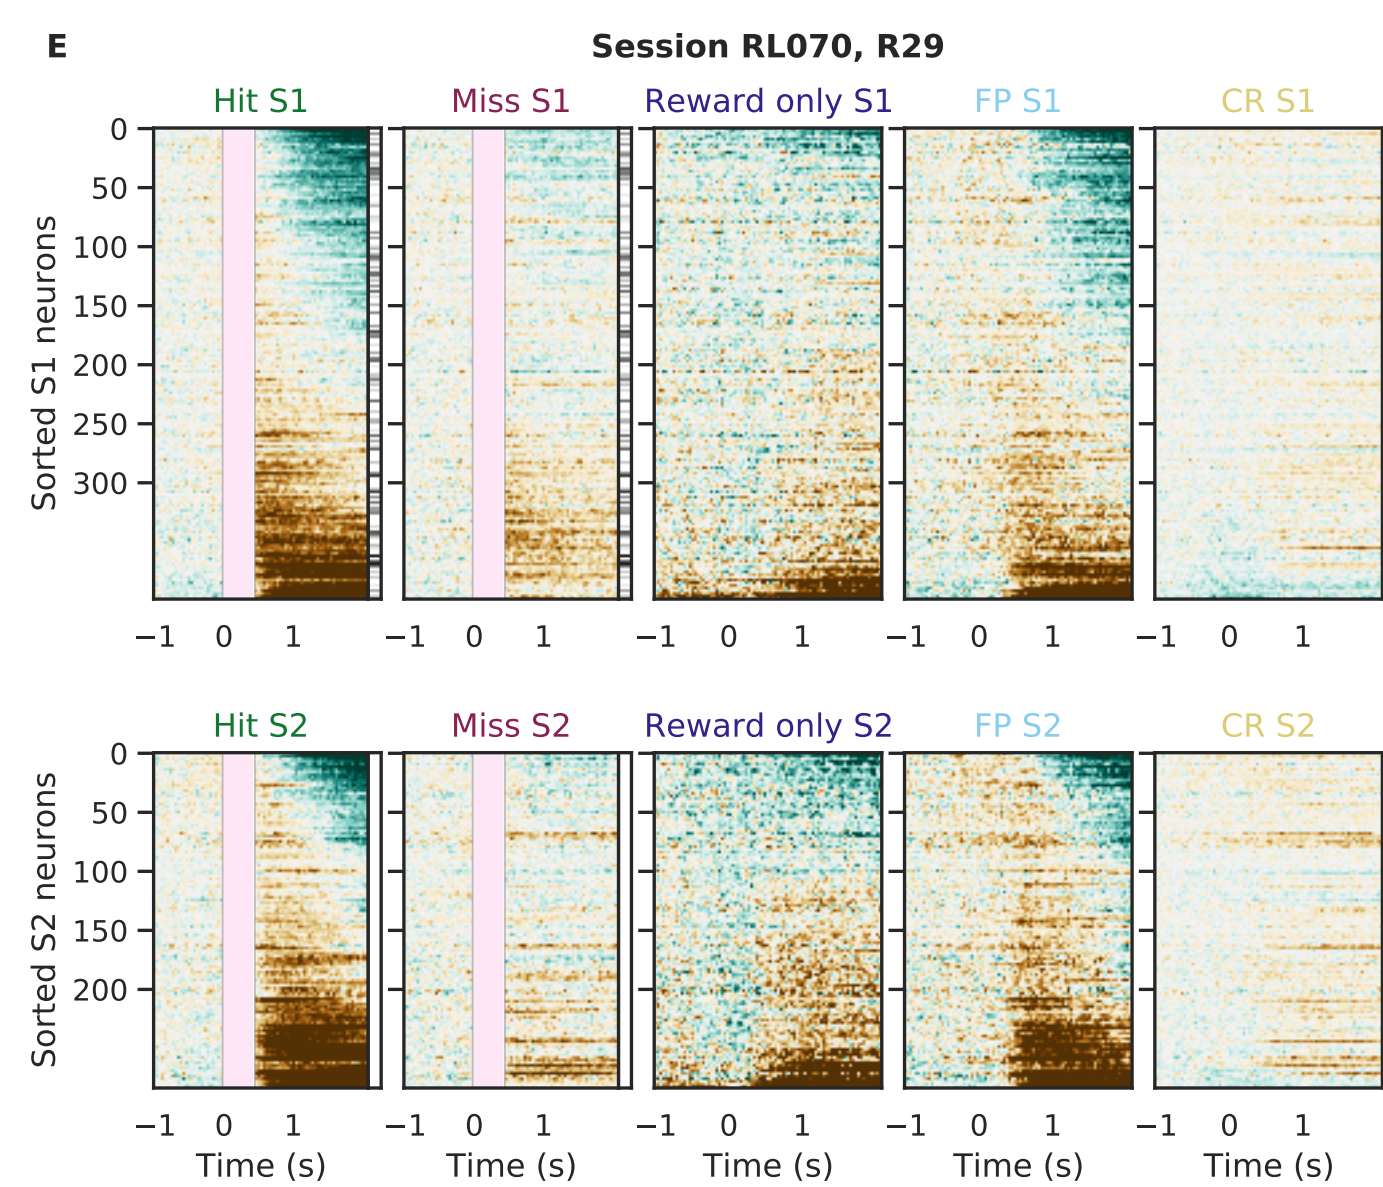 E
Session RL070, R29
Hit S1 Miss S1 Reward only S1 FP S1 CR S1
Sorted S1 neurons
0
50
100
150
200
250
300
−1 0 1 −1 0 1 −1 0 1 −1 0 1 −1 0 1
Hit S2 Miss S2 Reward only S2 FP S2 CR S2
Sorted S2 neurons
0
50
100
150
200
−1 0 1 −1 0 1 −1 0 1 −1 0 1 −1 0 1
Time (s) Time (s) Time (s) Time (s) Time (s)